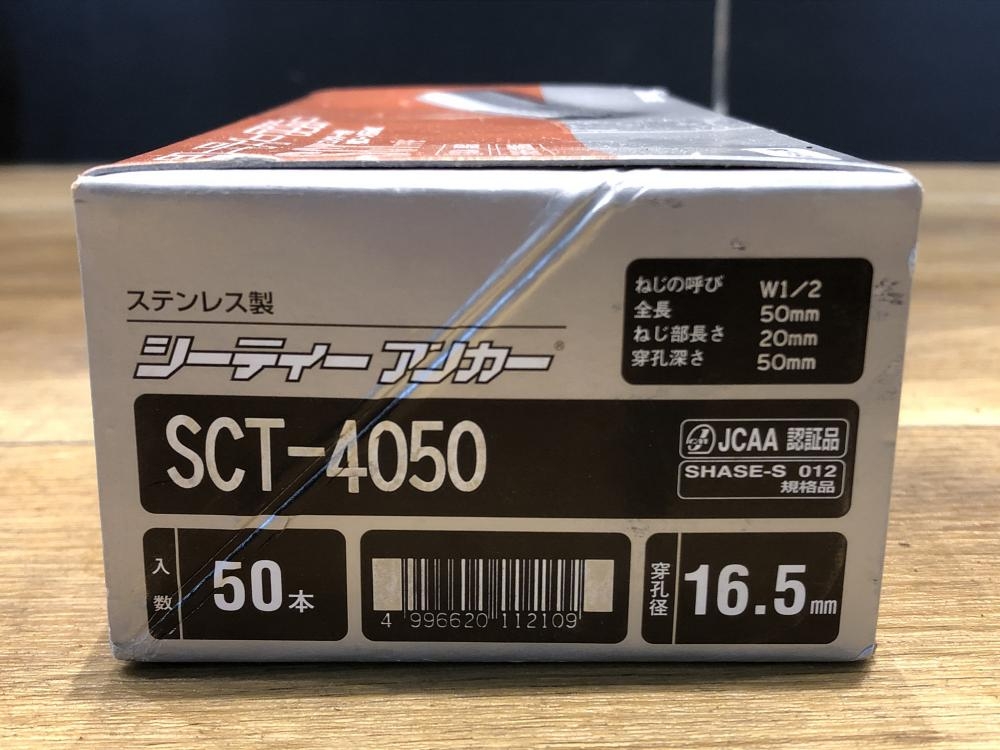 ステンレス製
シーティーアンカー®
ねじの呼び W1/2
全長 50mm
ねじ部長さ 20mm
穿孔深さ 50mm
SCT-4050
JCAA 認証品
SHASE-S 012
規格品
入数 50本
4 996620 112109
穿孔径 16.5mm